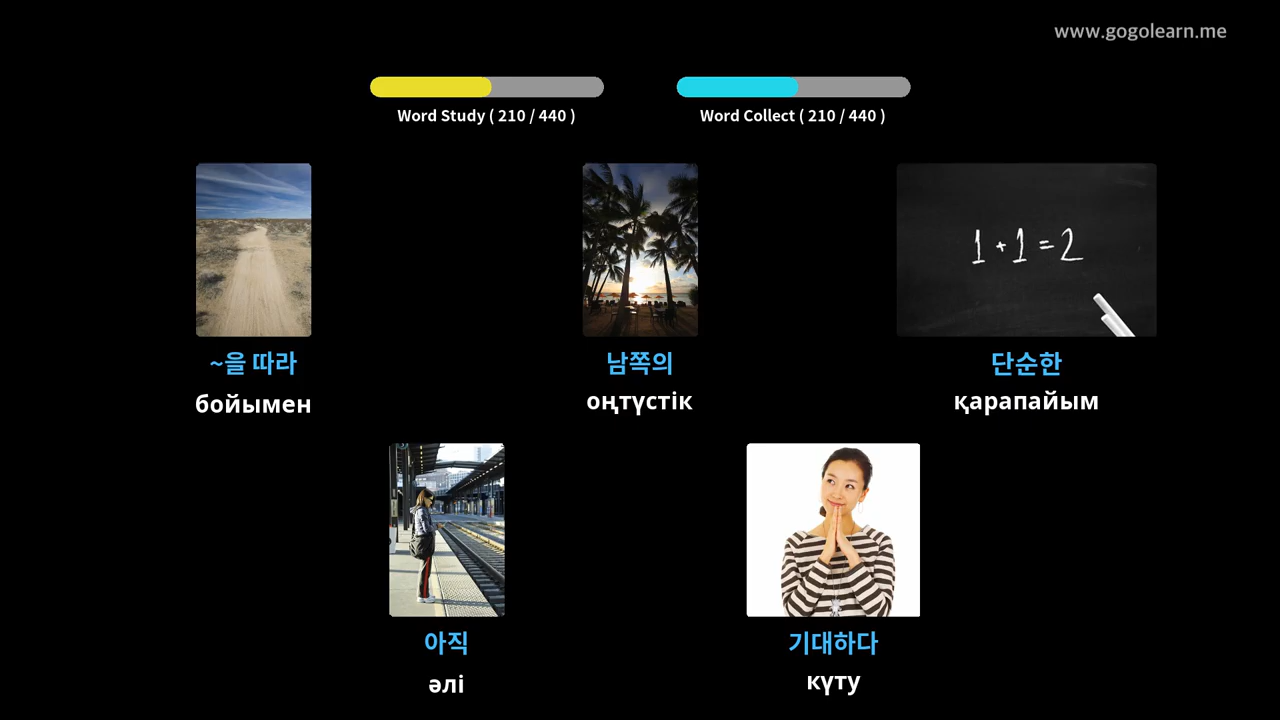 www.gogolearn.me
Word Study ( 210 / 440 )
Word Collect ( 210 / 440 )
1 + 1 = 2
~을 따라
бойымен
남쪽의
оңтүстік
단순한
қарапайым
아직
әлі
기대하다
күту